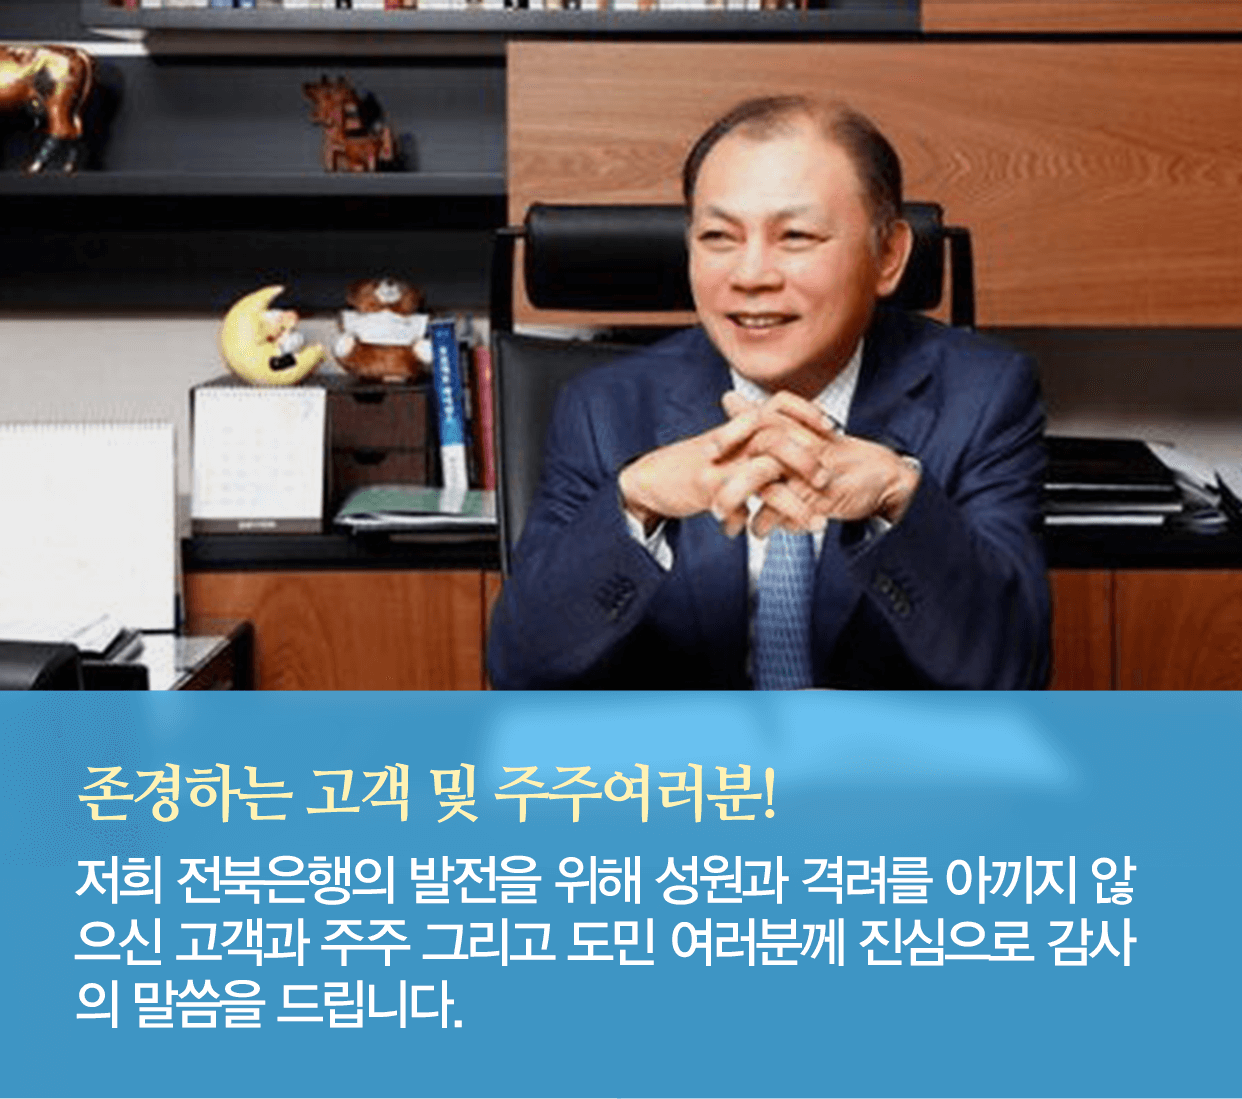 존경하는 고객 및 주주여러분!
저희 전북은행의 발전을 위해 성원과 격려를 아끼지 않
으신 고객과 주주 그리고 도민 여러분께 진심으로 감사
의 말씀을 드립니다.